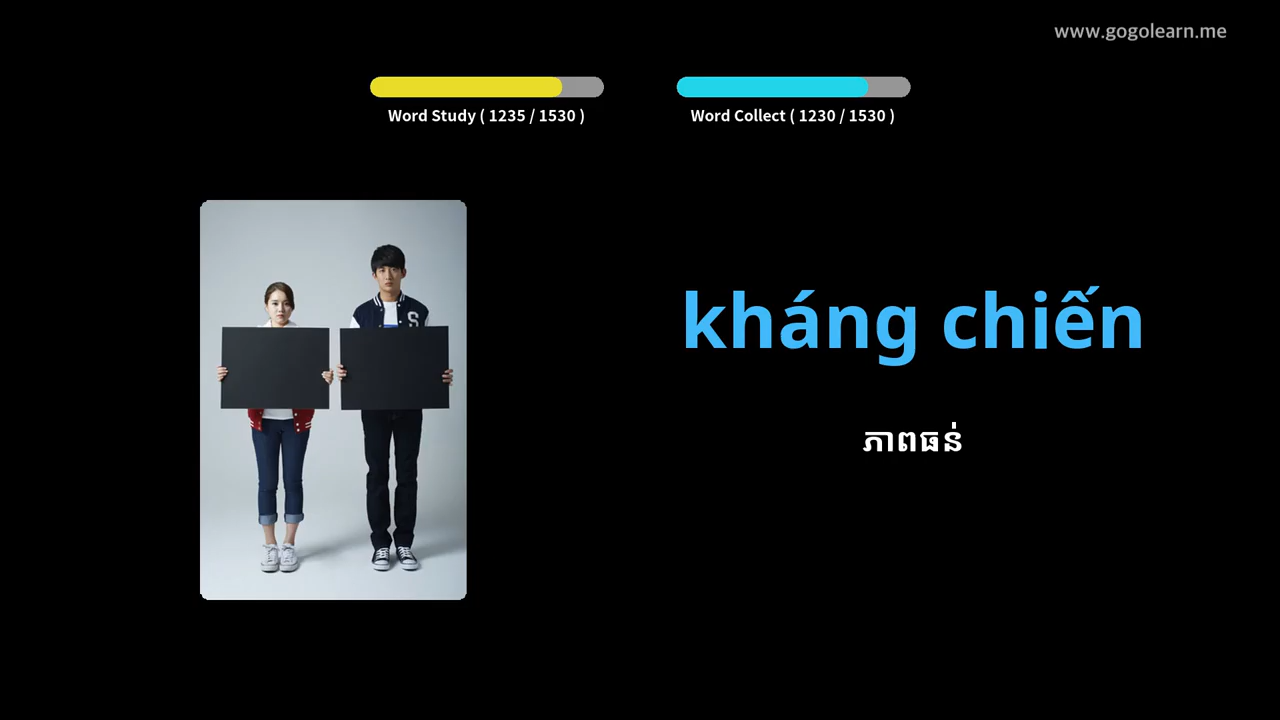 www.gogolearn.me
Word Study ( 1235 / 1530 )
Word Collect ( 1230 / 1530 )
S
kháng chiến
ភាពធន់